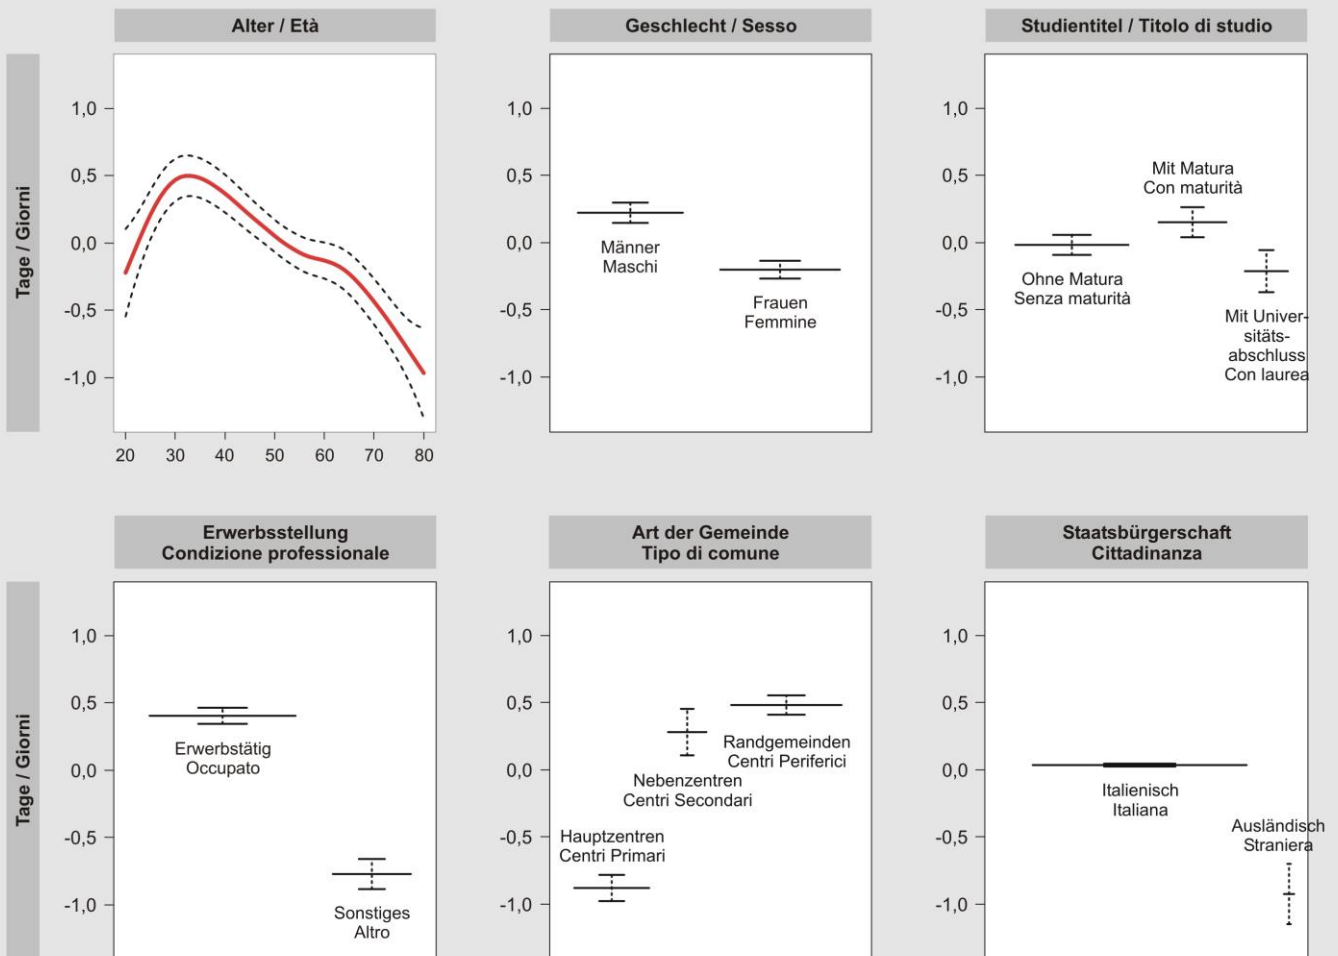 Alter / Età
Geschlecht / Sesso
Studientitel / Titolo di studio
Tage / Giorni
1,0
0,5
0,0
-0,5
-1,0
20 30 40 50 60 70 80
1,0
0,5
0,0
-0,5
-1,0
Männer
Maschi
Frauen
Femmine
1,0
0,5
0,0
-0,5
-1,0
Mit Matura
Con maturità
Ohne Matura
Senza maturità
Mit Univer-
sitäts-
abschluss
Con laurea
Erwerbsstellung
Condizione professionale
Art der Gemeinde
Tipo di comune
Staatsbürgerschaft
Cittadinanza
Tage / Giorni
1,0
0,5
0,0
-0,5
-1,0
Erwerbstätig
Occupato
Sonstiges
Altro
1,0
0,5
0,0
-0,5
-1,0
Randgemeinden
Centri Periferici
Nebenzentren
Centri Secondari
Hauptzentren
Centri Primari
1,0
0,5
0,0
-0,5
-1,0
Italienisch
Italiana
Ausländisch
Straniera